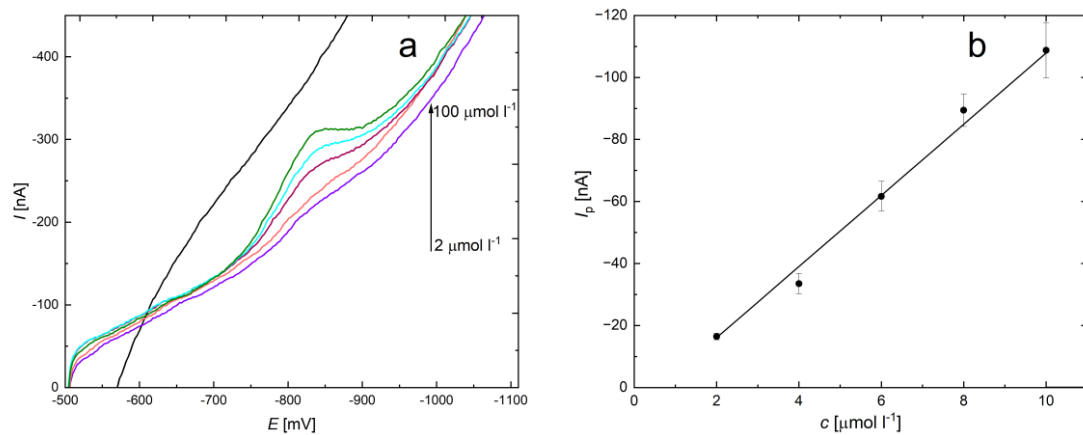 a
-400
-300
-200
-100
0
I [nA]
100 μmol l⁻¹
2 μmol l⁻¹
-500 -600 -700 -800 -900 -1000 -1100
E [mV]
b
−120
−100
−80
−60
−40
−20
0
Iₚ [nA]
0 2 4 6 8 10
c [μmol l⁻¹]